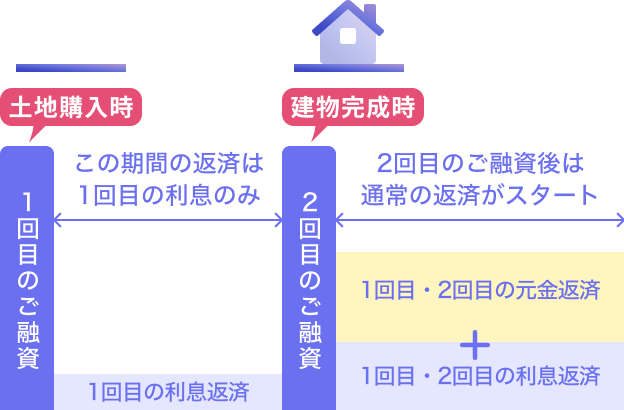 土地購入時
建物完成時
1回目のご融資
この期間の返済は
1回目の利息のみ
1回目の利息返済
2回目のご融資
2回目のご融資後は
通常の返済がスタート
1回目・2回目の元金返済
+
1回目・2回目の利息返済